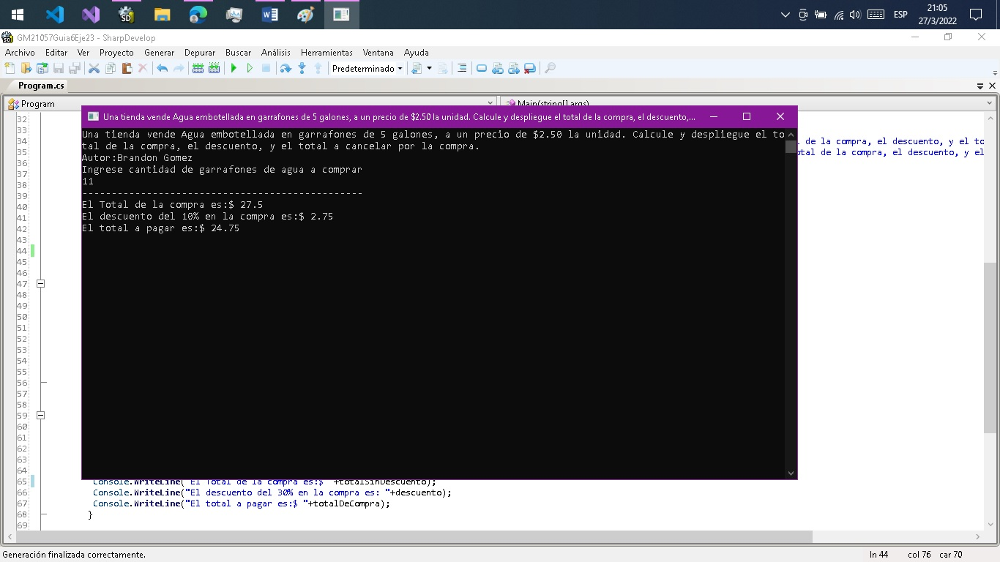 ESP
21:05
27/3/2022
GM21057Guia6Eje23 - SharpDevelop
Archivo Editar Ver Proyecto Generar Depurar Buscar Análisis Herramientas Ventana Ayuda
Predeterminado
Program.cs
Program
Main(string[] args)
Una tienda vende Agua embotellada en garrafones de 5 galones, a un precio de $2.50 la unidad. Calcule y despliegue el total de la compra, el descuento,...
Una tienda vende Agua embotellada en garrafones de 5 galones, a un precio de $2.50 la unidad. Calcule y despliegue el to
tal de la compra, el descuento, y el total a cancelar por la compra.
Autor:Brandon Gomez
Ingrese cantidad de garrafones de agua a comprar
11
------------------------------------------------
El Total de la compra es:$ 27.5
El descuento del 10% en la compra es:$ 2.75
El total a pagar es:$ 24.75
32
33
34 de la compra, el descuento, y el to
35 otal de la compra, el descuento, y el
36
37
38
39
40
41
42
43
44
45
46
47
48
49
50
51
52
53
54
55
56
57
58
59
60
61
62
63
64
65 Console.WriteLine("El Total de la compra es:$ "+totalSinDescuento);
66 Console.WriteLine("El descuento del 30% en la compra es: "+descuento);
67 Console.WriteLine("El total a pagar es:$ "+totalDeCompra);
68 }
69
Generación finalizada correctamente.
ln 44 col 76 car 70